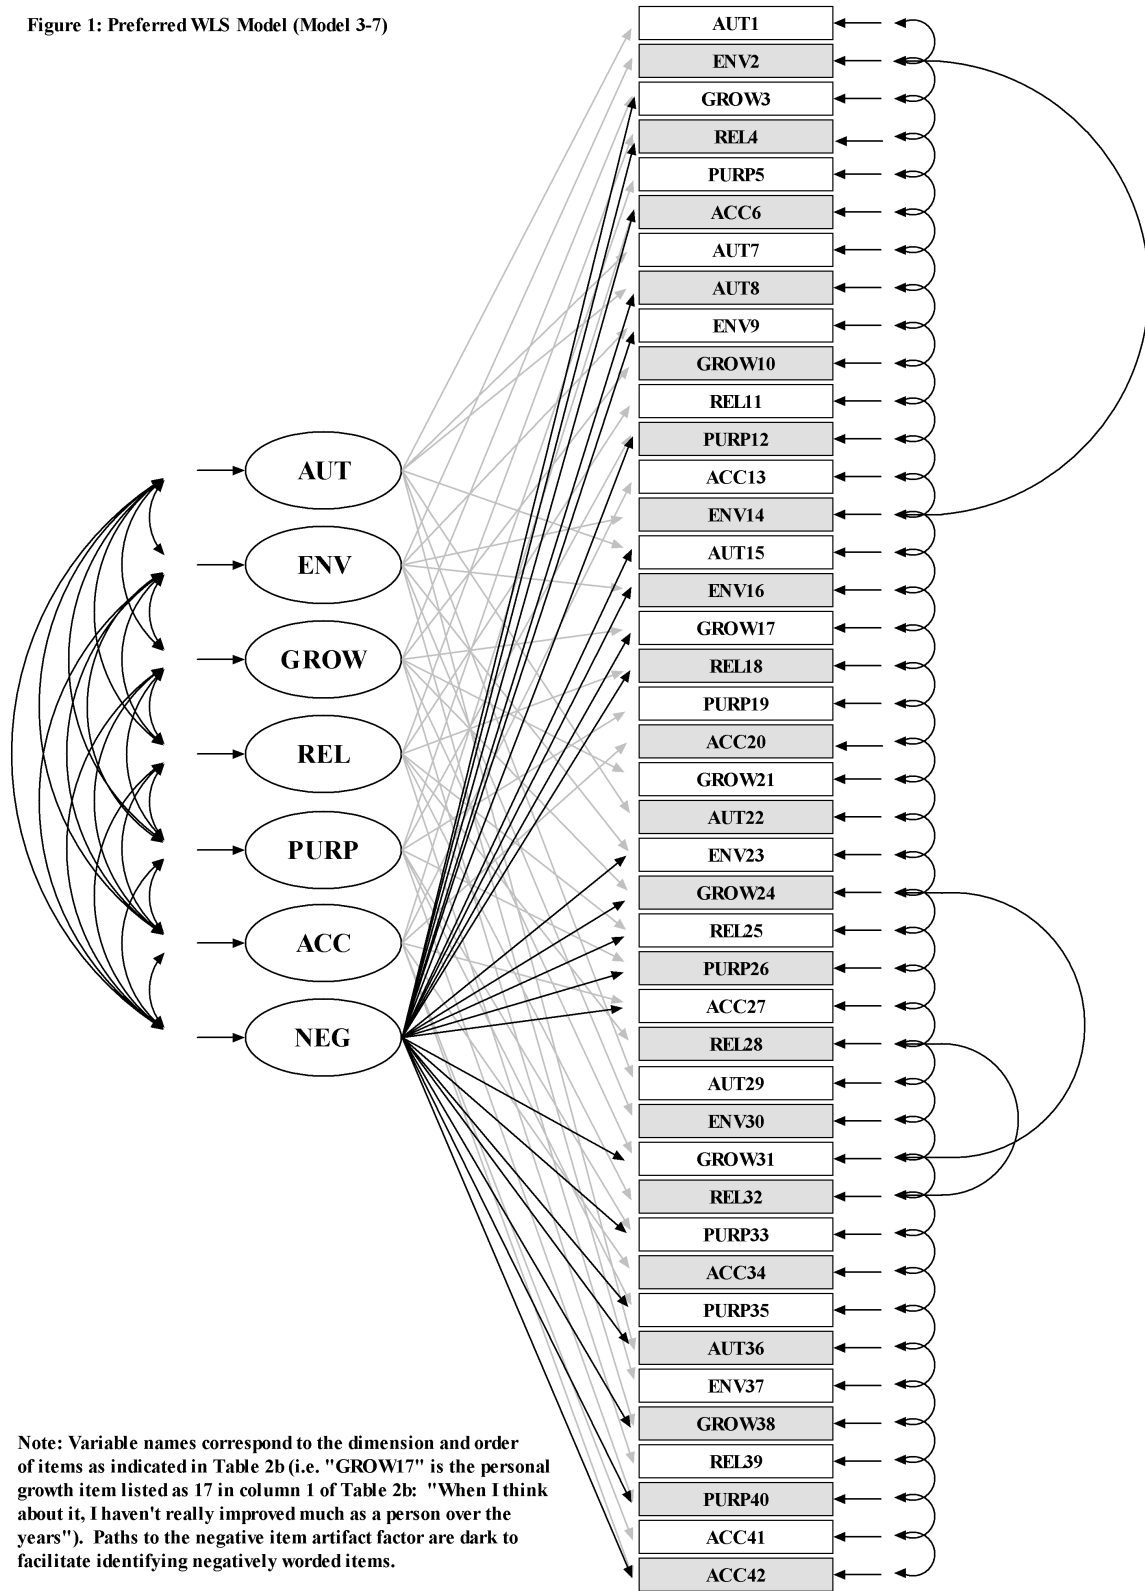 Figure 1: Preferred WLS Model (Model 3-7)
AUT1
ENV2
GROW3
REL4
PURP5
ACC6
AUT7
AUT8
ENV9
GROW10
REL11
PURP12
ACC13
ENV14
AUT15
ENV16
GROW17
REL18
PURP19
ACC20
GROW21
AUT22
ENV23
GROW24
REL25
PURP26
ACC27
REL28
AUT29
ENV30
GROW31
REL32
PURP33
ACC34
PURP35
AUT36
ENV37
GROW38
REL39
PURP40
ACC41
ACC42
AUT
ENV
GROW
REL
PURP
ACC
NEG
Note: Variable names correspond to the dimension and order
of items as indicated in Table 2b (i.e. "GROW17" is the personal
growth item listed as 17 in column 1 of Table 2b: "When I think
about it, I haven't really improved much as a person over the
years"). Paths to the negative item artifact factor are dark to
facilitate identifying negatively worded items.